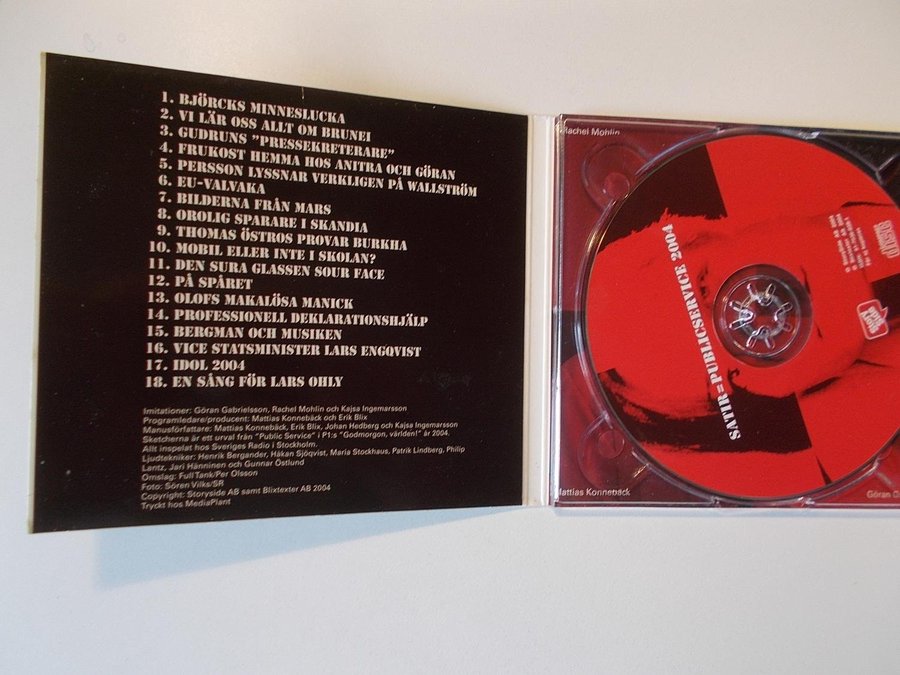 1. BJÖRCKS MINNESLUCKA
2. VI LÄR OSS ALLT OM BRUNEI
3. GUDRUNS "PRESSEKRETERARE"
4. FRUKOST HEMMA HOS ANITRA OCH GÖRAN
5. PERSSON LYSSNAR VERKLIGEN PÅ WALLSTRÖM
6. EU-VALVAKA
7. BILDERNA FRÅN MARS
8. OROLIG SPARARE I SKANDIA
9. THOMAS ÖSTROS PROVAR BURKHA
10. MOBIL ELLER INTE I SKOLAN?
11. DEN SURA GLASSEN SOUR FACE
12. PÅ SPÅRET
13. OLOFS MAKALÖSA MANICK
14. PROFESSIONELL DEKLARATIONSHJÄLP
15. BERGMAN OCH MUSIKEN
16. VICE STATSMINISTER LARS ENGQVIST
17. IDOL 2004
18. EN SÅNG FÖR LARS OHLY
Imitationer: Göran Gabrielsson, Rachel Mohlin och Kajsa Ingemarsson
Programledare/producent: Mattias Konnebäck och Erik Blix
Manusförfattare: Mattias Konnebäck, Erik Blix, Johan Hedberg och Kajsa Ingemarsson
Sketcherna är ett urval från "Public Service" i P1:s "Godmorgon, världen!" år 2004.
Allt inspelat hos Sveriges Radio i Stockholm.
Ljudtekniker: Henrik Bergander, Håkan Sjöqvist, Maria Stockhaus, Patrik Lindberg, Philip
Lantz, Jari Hänninen och Gunnar Östlund
Omslag: Full Tank/Per Olsson
Foto: Sören Vilks/SR
Copyright: Storyside AB samt Blixtexter AB 2004
Tryckt hos MediaPlant
Rachel Mohlin
SATIR=PUBLICSERVICE 2004
disc
STORY SIDE
Mattias Konnebäck
Göran G